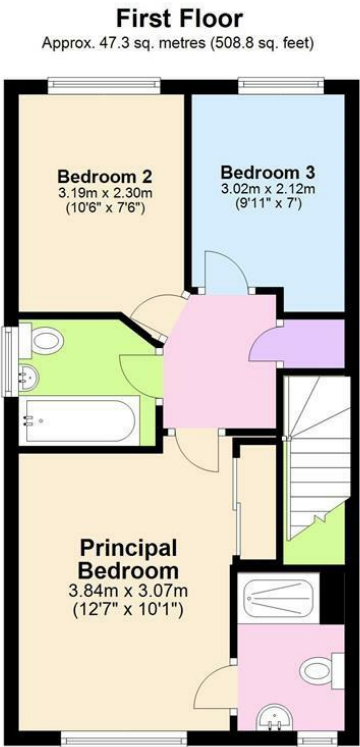 First Floor
Approx. 47.3 sq. metres (508.8 sq. feet)
Bedroom 2
3.19m x 2.30m
(10'6" x 7'6")
Bedroom 3
3.02m x 2.12m
(9'11" x 7')
Principal
Bedroom
3.84m x 3.07m
(12'7" x 10'1")